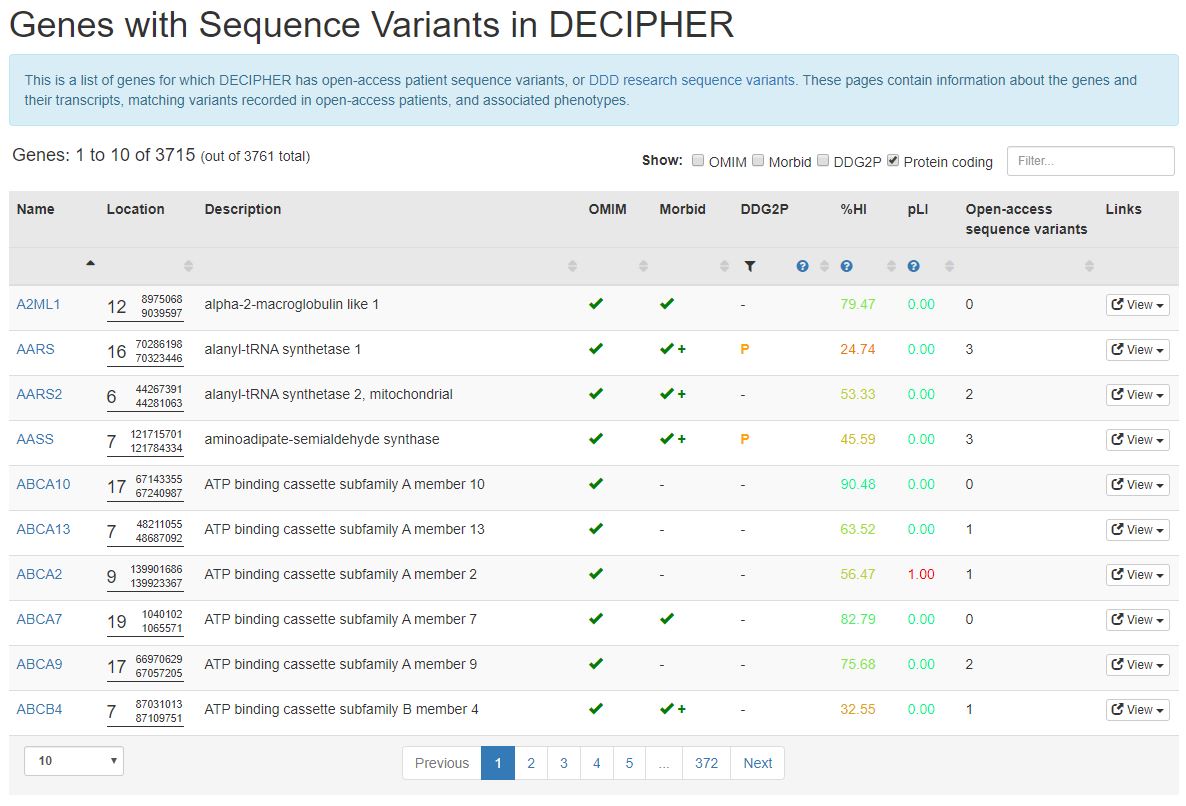 Genes with Sequence Variants in DECIPHER
This is a list of genes for which DECIPHER has open-access patient sequence variants, or DDD research sequence variants. These pages contain information about the genes and
their transcripts, matching variants recorded in open-access patients, and associated phenotypes.
Genes: 1 to 10 of 3715 (out of 3761 total)
Show: OMIM Morbid DDG2P Protein coding Filter...
Name Location Description OMIM Morbid DDG2P %HI pLI Open-access sequence variants Links
A2ML1 12 8975068 9039597 alpha-2-macroglobulin like 1 - 79.47 0.00 0 View
AARS 16 70286198 70323446 alanyl-tRNA synthetase 1 + P 24.74 0.00 3 View
AARS2 6 44267391 44281063 alanyl-tRNA synthetase 2, mitochondrial + - 53.33 0.00 2 View
AASS 7 121715701 121784334 aminoadipate-semialdehyde synthase + P 45.59 0.00 3 View
ABCA10 17 67143355 67240987 ATP binding cassette subfamily A member 10 - - 90.48 0.00 0 View
ABCA13 7 48211055 48687092 ATP binding cassette subfamily A member 13 - - 63.52 0.00 1 View
ABCA2 9 139901686 139923367 ATP binding cassette subfamily A member 2 - - 56.47 1.00 1 View
ABCA7 19 1040102 1065571 ATP binding cassette subfamily A member 7 - 82.79 0.00 0 View
ABCA9 17 66970629 67057205 ATP binding cassette subfamily A member 9 - - 75.68 0.00 2 View
ABCB4 7 87031013 87109751 ATP binding cassette subfamily B member 4 + - 32.55 0.00 1 View
10 Previous 1 2 3 4 5 ... 372 Next